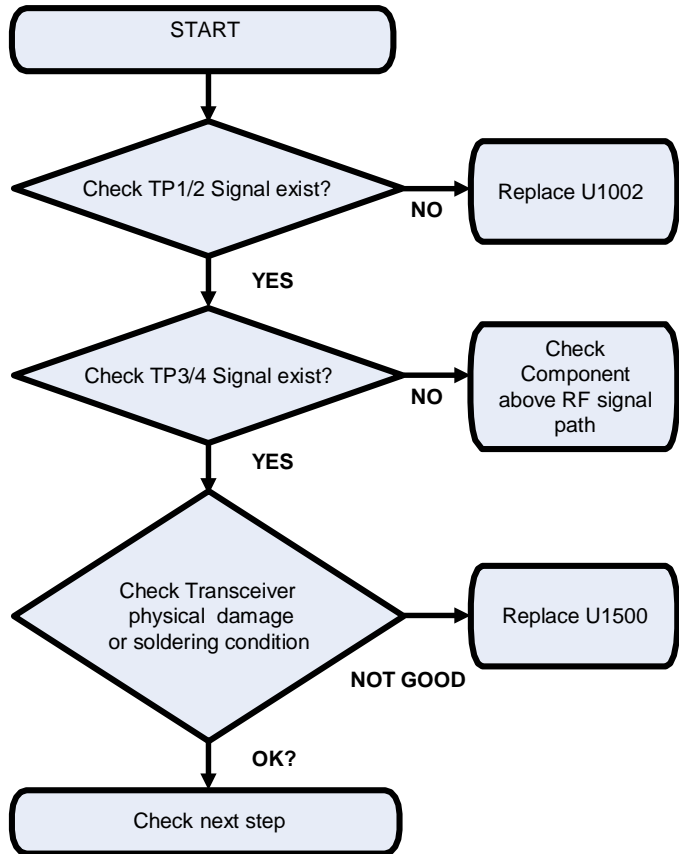 START
Check TP1/2 Signal exist?
NO
Replace U1002
YES
Check TP3/4 Signal exist?
NO
Check
Component
above RF signal
path
YES
Check Transceiver
physical damage
or soldering condition
NOT GOOD
Replace U1500
OK?
Check next step